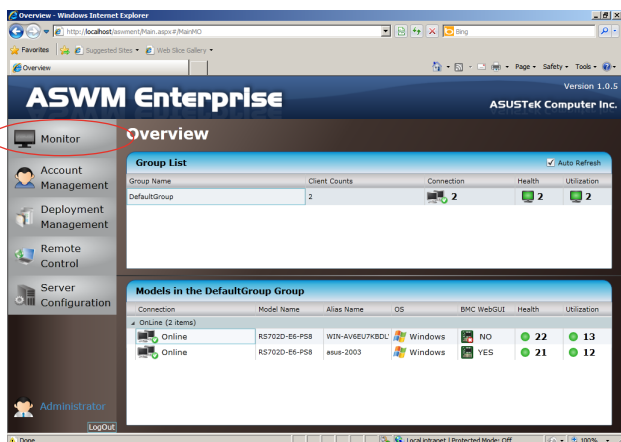 Overview - Windows Internet Explorer
http://localhost/aswment/Main.aspx#/MainMO
Bing
Favorites Suggested Sites Web Slice Gallery
Overview
Page Safety Tools
ASWM Enterprise
Version 1.0.5
ASUSTeK Computer Inc.
Monitor
Account Management
Deployment Management
Remote Control
Server Configuration
Administrator
LogOut
Overview
Group List
Auto Refresh
Group Name Client Counts Connection Health Utilization
DefaultGroup 2 2 2 2
Models in the DefaultGroup Group
Connection Model Name Alias Name OS BMC WebGUI Health Utilization
OnLine (2 items)
Online RS702D-E6-PS8 WIN-AV6EU7KBDL Windows NO 22 13
Online RS702D-E6-PS8 asus-2003 Windows YES 21 12
Done
Local intranet | Protected Mode: Off
100%